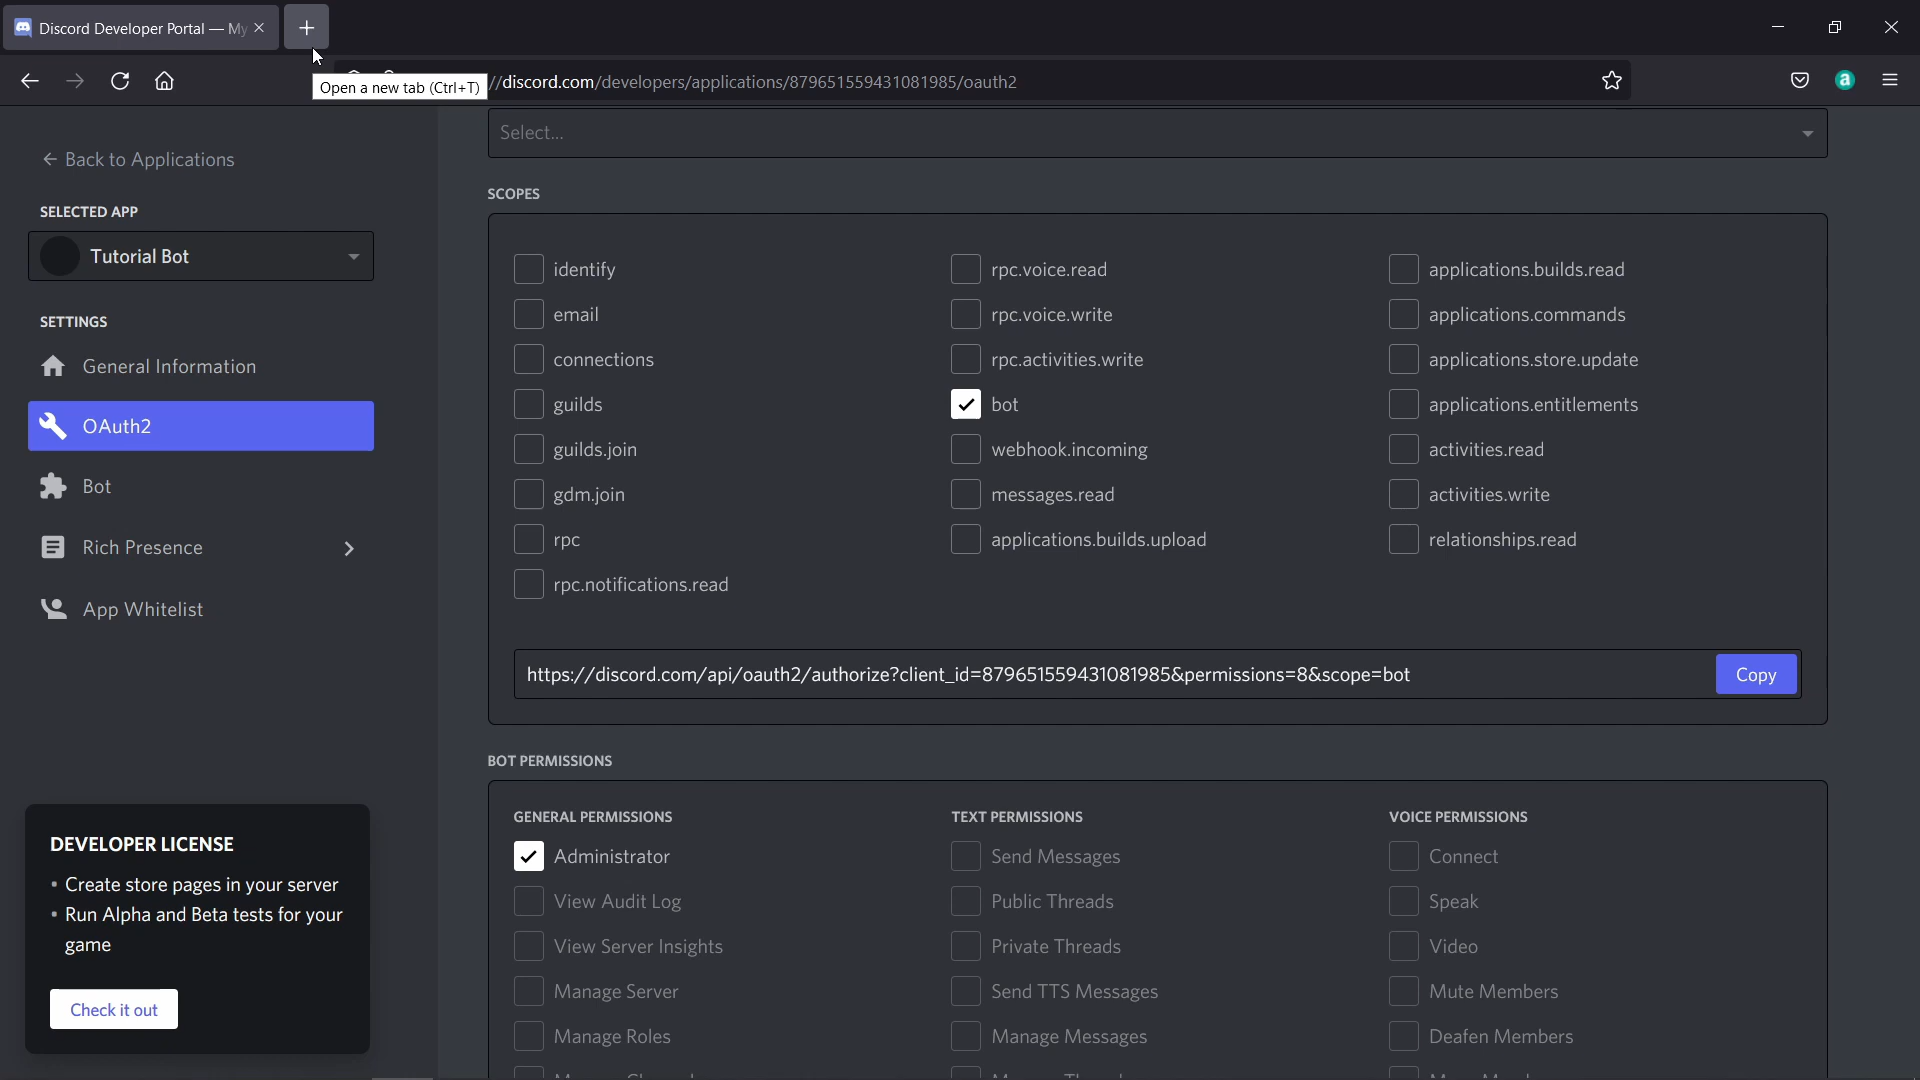 Discord Developer Portal — My
Open a new tab (Ctrl+T)
//discord.com/developers/applications/879651559431081985/oauth2
Back to Applications
SELECTED APP
Tutorial Bot
SETTINGS
General Information
OAuth2
Bot
Rich Presence
App Whitelist
DEVELOPER LICENSE
• Create store pages in your server
• Run Alpha and Beta tests for your
game
Check it out
Select...
SCOPES
identify
email
connections
guilds
guilds.join
gdm.join
rpc
rpc.notifications.read
rpc.voice.read
rpc.voice.write
rpc.activities.write
bot
webhook.incoming
messages.read
applications.builds.upload
applications.builds.read
applications.commands
applications.store.update
applications.entitlements
activities.read
activities.write
relationships.read
https://discord.com/api/oauth2/authorize?client_id=879651559431081985&permissions=8&scope=bot
Copy
BOT PERMISSIONS
GENERAL PERMISSIONS
Administrator
View Audit Log
View Server Insights
Manage Server
Manage Roles
TEXT PERMISSIONS
Send Messages
Public Threads
Private Threads
Send TTS Messages
Manage Messages
VOICE PERMISSIONS
Connect
Speak
Video
Mute Members
Deafen Members